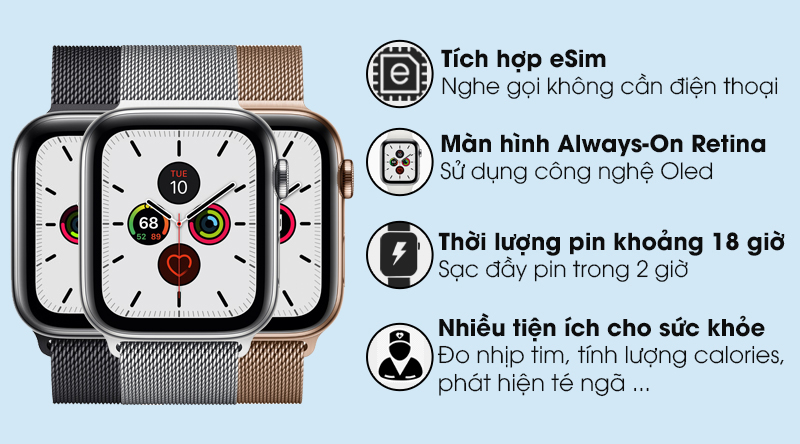 TUE
10
68
52 89
e
Tích hợp eSim
Nghe gọi không cần điện thoại
Màn hình Always-On Retina
Sử dụng công nghệ Oled
Thời lượng pin khoảng 18 giờ
Sạc đầy pin trong 2 giờ
Nhiều tiện ích cho sức khỏe
Đo nhịp tim, tính lượng calories,
phát hiện té ngã ...